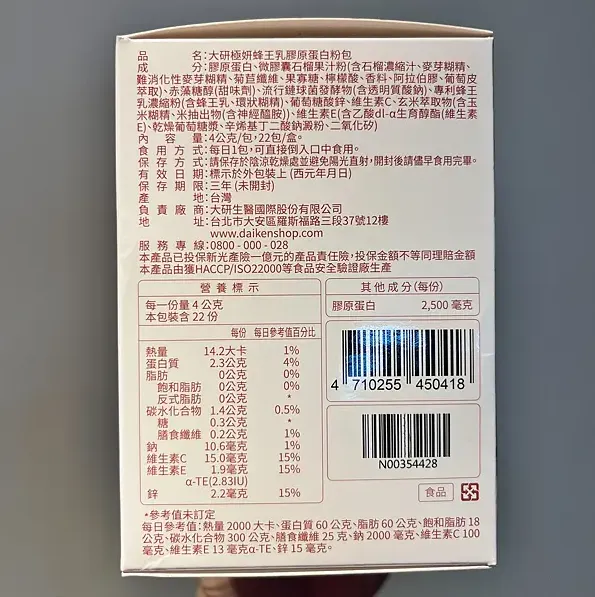 品名:大研極妍蜂王乳膠原蛋白粉包
成分:膠原蛋白、微膠囊石榴果汁粉(含石榴濃縮汁、麥芽糊精、
難消化性麥芽糊精、菊苣纖維、果寡糖、檸檬酸、香料、阿拉伯膠、葡萄皮
萃取)、赤藻糖醇(甜味劑)、流行鏈球菌發酵物(含透明質酸鈉)、專利蜂王
乳濃縮粉(含蜂王乳、環狀糊精)、葡萄糖酸鋅、維生素C、玄米萃取物(含玉
米糊精、米抽出物(含神經醯胺))、維生素E(含乙酸dl-α生育醇酯(維生素
E)、乾燥葡萄糖漿、辛烯基丁二酸鈉澱粉、二氧化矽)
內容量:4公克/包,22包/盒。
食用方式:每日1包,可直接倒入口中食用。
保存方式:請保存於陰涼乾燥處並避免陽光直射,開封後請儘早食用完畢。
有效日期:標示於外包裝上 (西元年月日)
保存期限:三年 (未開封)
產地:台灣
負責廠商:大研生醫國際股份有限公司
地址:台北市大安區羅斯福路三段37號12樓
www.daikenshop.com
服務專線:0800 - 000 - 028
本產品已投保新光產險一億元的產品責任險,投保金額不等同理賠金額
本產品由獲HACCP/ISO22000等食品安全驗證廠生產
營養標示
每一份量 4 公克
本包裝含 22 份
每份 每日參考值百分比
熱量 14.2大卡 1%
蛋白質 2.3公克 4%
脂肪 0公克 0%
飽和脂肪 0公克 0%
反式脂肪 0公克 *
碳水化合物 1.4公克 0.5%
糖 0.3公克 *
膳食纖維 0.2公克 1%
鈉 10.6毫克 1%
維生素C 15.0毫克 15%
維生素E 1.9毫克 15%
α-TE(2.83IU)
鋅 2.2毫克 15%
其他成分(每份)
膠原蛋白 2,500 毫克
4 710255 450418
N00354428
食品
*參考值未訂定
每日參考值:熱量 2000 大卡、蛋白質 60 公克、脂肪 60 公克、飽和脂肪 18
公克、碳水化合物 300 公克、膳食纖維 25 克、鈉 2000 毫克、維生素C 100
毫克、維生素E 13 毫克α-TE、鋅 15 毫克。